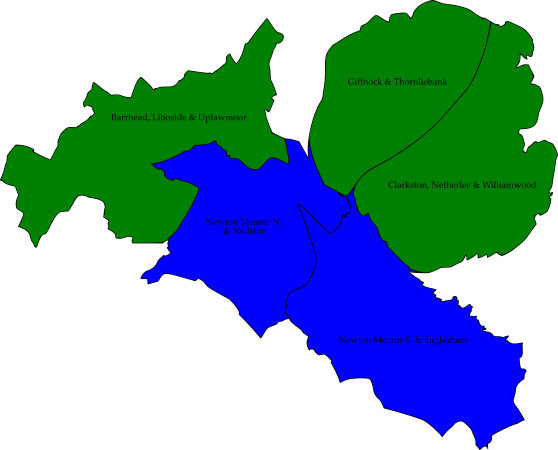 Giffnock & Thornliebank
Barrhead, Liboside & Uplawmoor
Clarkston, Netherlee & Williamwood
Newton Mearns N.
& Neilston
Newton Mearns S. & Eaglesham